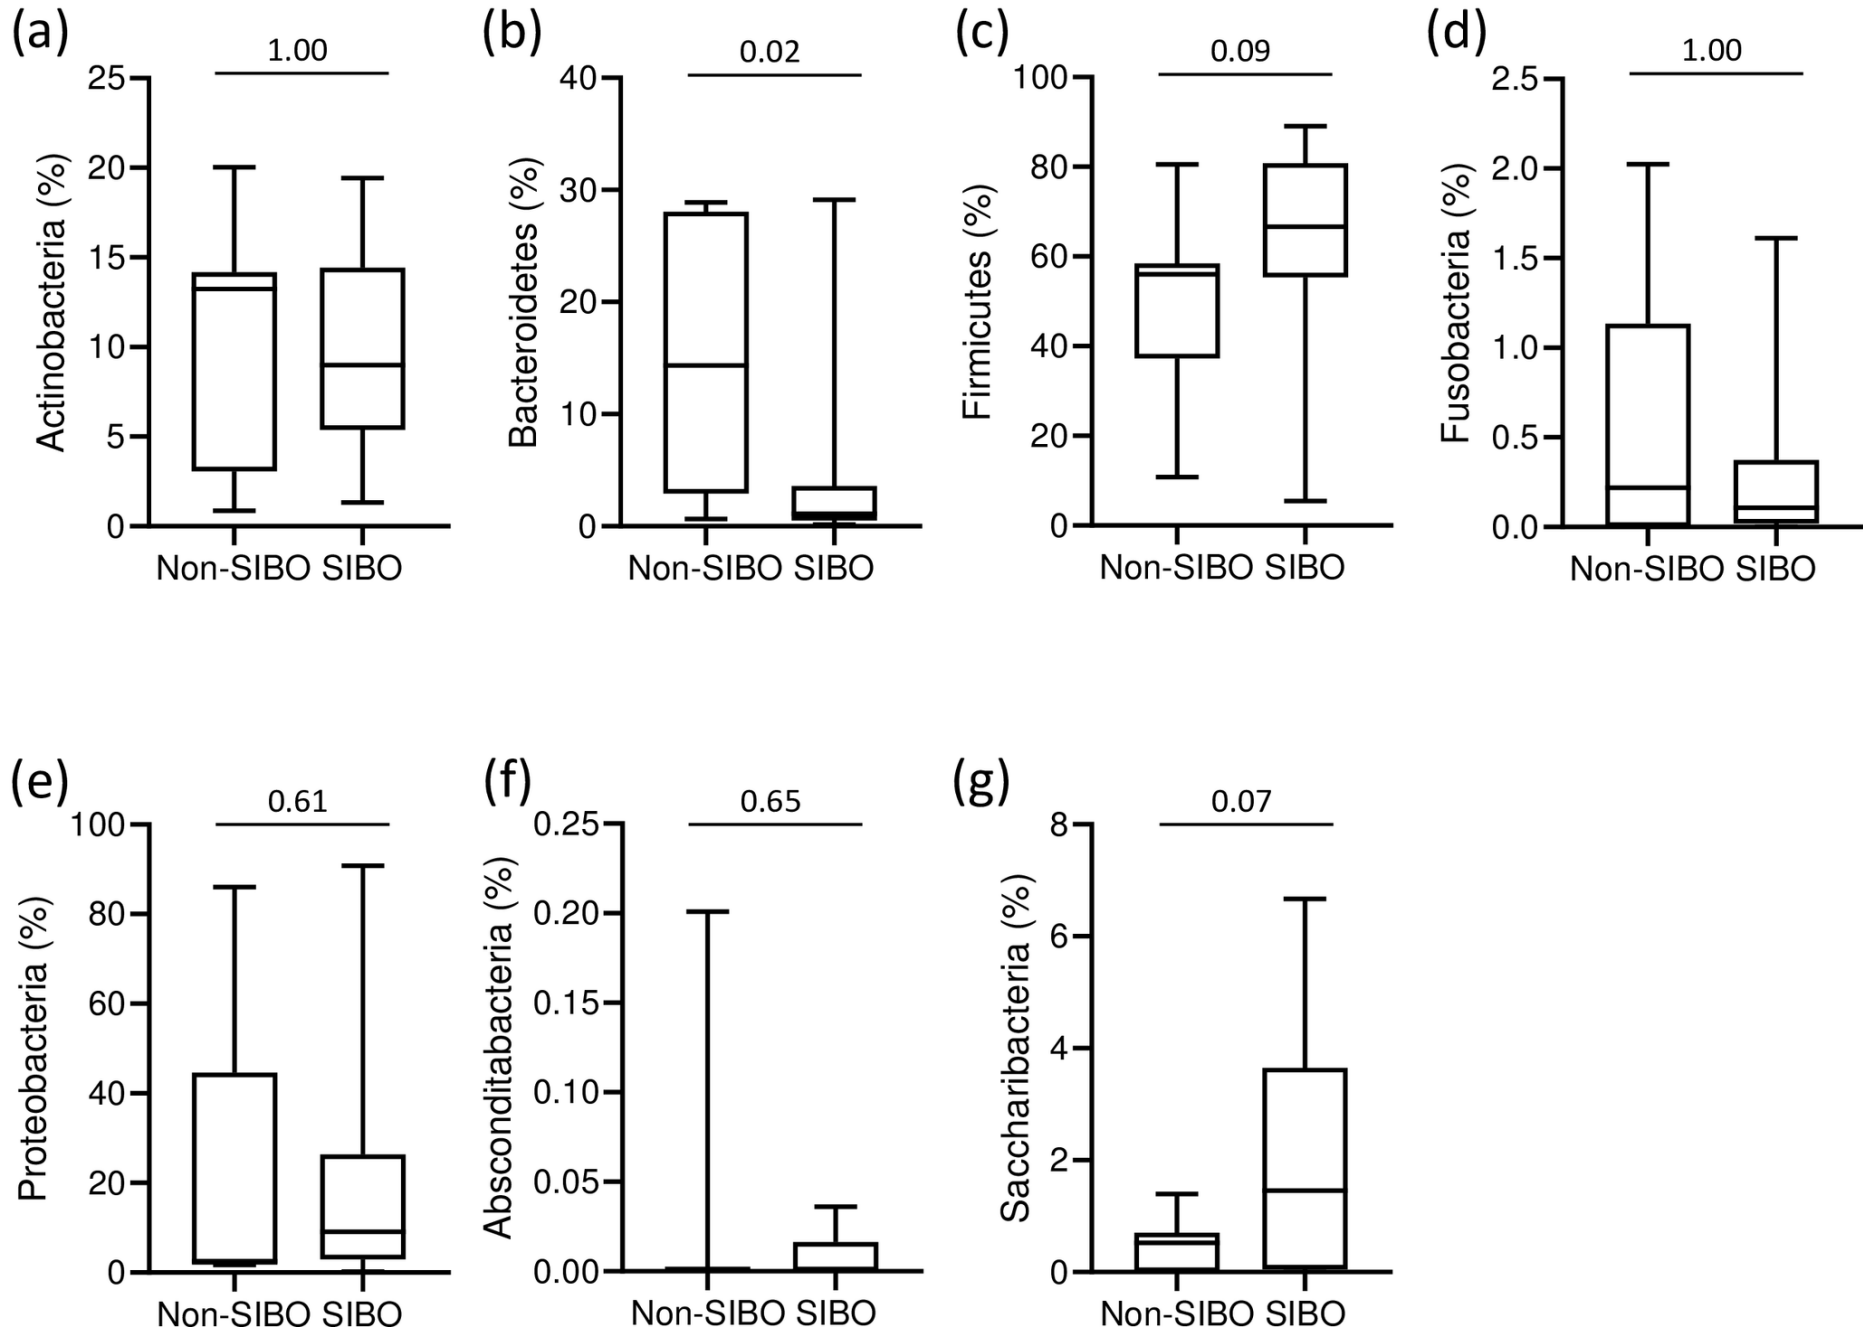 (a)
1.00
Actinobacteria (%)
25
20
15
10
5
0
Non-SIBO SIBO
(b)
0.02
Bacteroidetes (%)
40
30
20
10
0
Non-SIBO SIBO
(c)
0.09
Firmicutes (%)
100
80
60
40
20
0
Non-SIBO SIBO
(d)
1.00
Fusobacteria (%)
2.5
2.0
1.5
1.0
0.5
0.0
Non-SIBO SIBO
(e)
0.61
Proteobacteria (%)
100
80
60
40
20
0
Non-SIBO SIBO
(f)
0.65
Absconditabacteria (%)
0.25
0.20
0.15
0.10
0.05
0.00
Non-SIBO SIBO
(g)
0.07
Saccharibacteria (%)
8
6
4
2
0
Non-SIBO SIBO